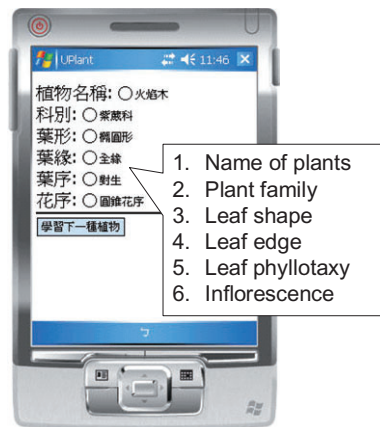 UPlant 11:46
植物名稱: 火焰木
科別: 紫葳科
葉形: 橢圓形
葉緣: 全緣
葉序: 對生
花序: 圓錐花序
學習下一種植物
1. Name of plants
2. Plant family
3. Leaf shape
4. Leaf edge
5. Leaf phyllotaxy
6. Inflorescence